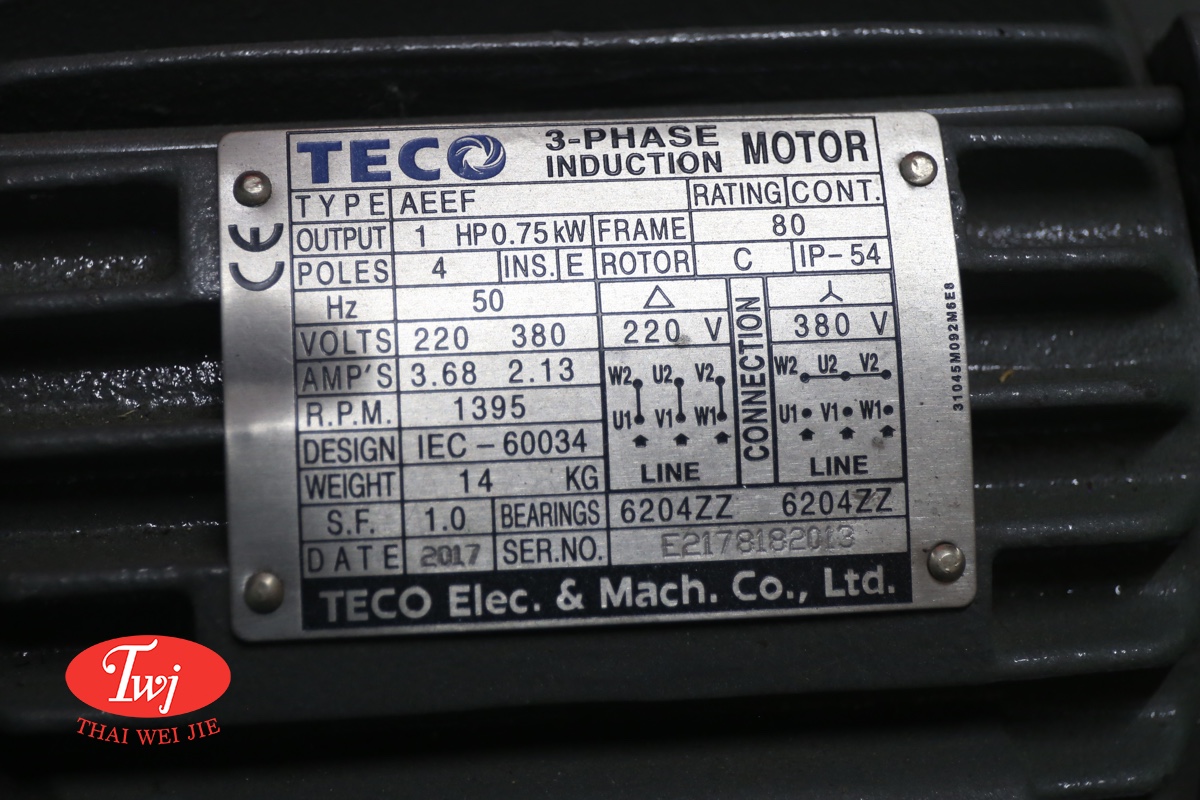 TECO 3-PHASE INDUCTION MOTOR
TYPE AEEF RATING CONT.
OUTPUT 1 HP 0.75 kW FRAME 80
POLES 4 INS. E ROTOR C IP-54
Hz 50 △ 人
VOLTS 220 380 220 V CONNECTION 380 V
AMP'S 3.68 2.13 W2 U2 V2 W2 U2 V2
R.P.M. 1395 U1 V1 W1 U1 V1 W1
DESIGN IEC-60034
WEIGHT 14 KG LINE LINE
S.F. 1.0 BEARINGS 6204ZZ 6204ZZ
DATE 2017 SER.NO. E2178182013
TECO Elec. & Mach. Co., Ltd.
CE
31045M092M6E8
Twj
THAI WEI JIE